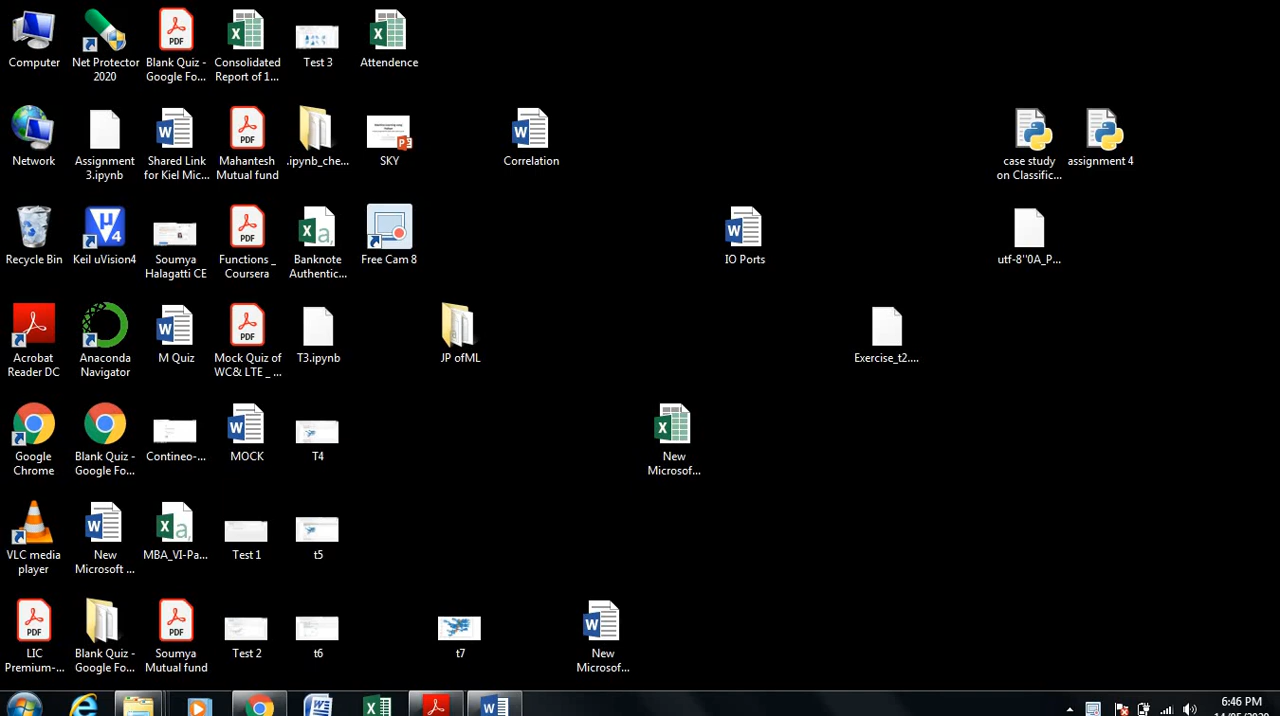 Computer
Net Protector
2020
Blank Quiz -
Google Fo...
Consolidated
Report of 1...
Test 3
Attendence
Network
Assignment
3.ipynb
Shared Link
for Kiel Mic...
Mahantesh
Mutual fund
.ipynb_che...
SKY
Correlation
case study
on Classific...
assignment 4
Recycle Bin
Keil uVision4
Soumya
Halagatti CE
Functions _
Coursera
Banknote
Authentic...
Free Cam 8
IO Ports
utf-8''0A_P...
Acrobat
Reader DC
Anaconda
Navigator
M Quiz
Mock Quiz of
WC& LTE _ ...
T3.ipynb
JP ofML
Exercise_t2....
Google
Chrome
Blank Quiz -
Google Fo...
Contineo-...
MOCK
T4
New
Microsof...
VLC media
player
New
Microsoft ...
MBA_VI-Pa...
Test 1
t5
LIC
Premium-...
Blank Quiz -
Google Fo...
Soumya
Mutual fund
Test 2
t6
t7
New
Microsof...
6:46 PM